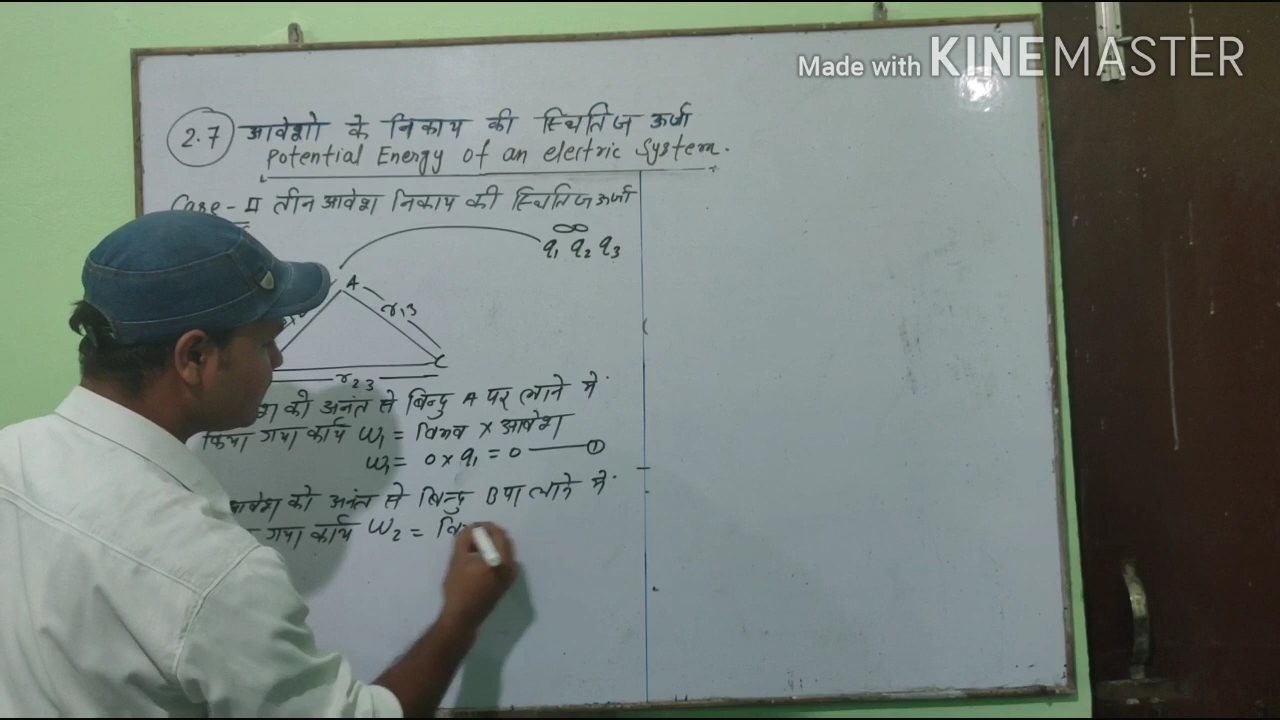 Made with KINEMASTER
2.7 आवेशो के निकाय की स्थितिज ऊर्जा
Potential Energy of an electric System.
Case-II तीन आवेश निकाय की स्थितिज ऊर्जा
∞
q₁ q₂ q₃
A
r₁₃
C
r₂₃
को अनंत से बिन्दु A पर लाने में
किया गया कार्य W₁ = विभव × आवेश
W₁ = 0 × q₁ = 0 — ①
आवेश को अनंत से बिन्दु B पर लाने में
गया कार्य W₂ =